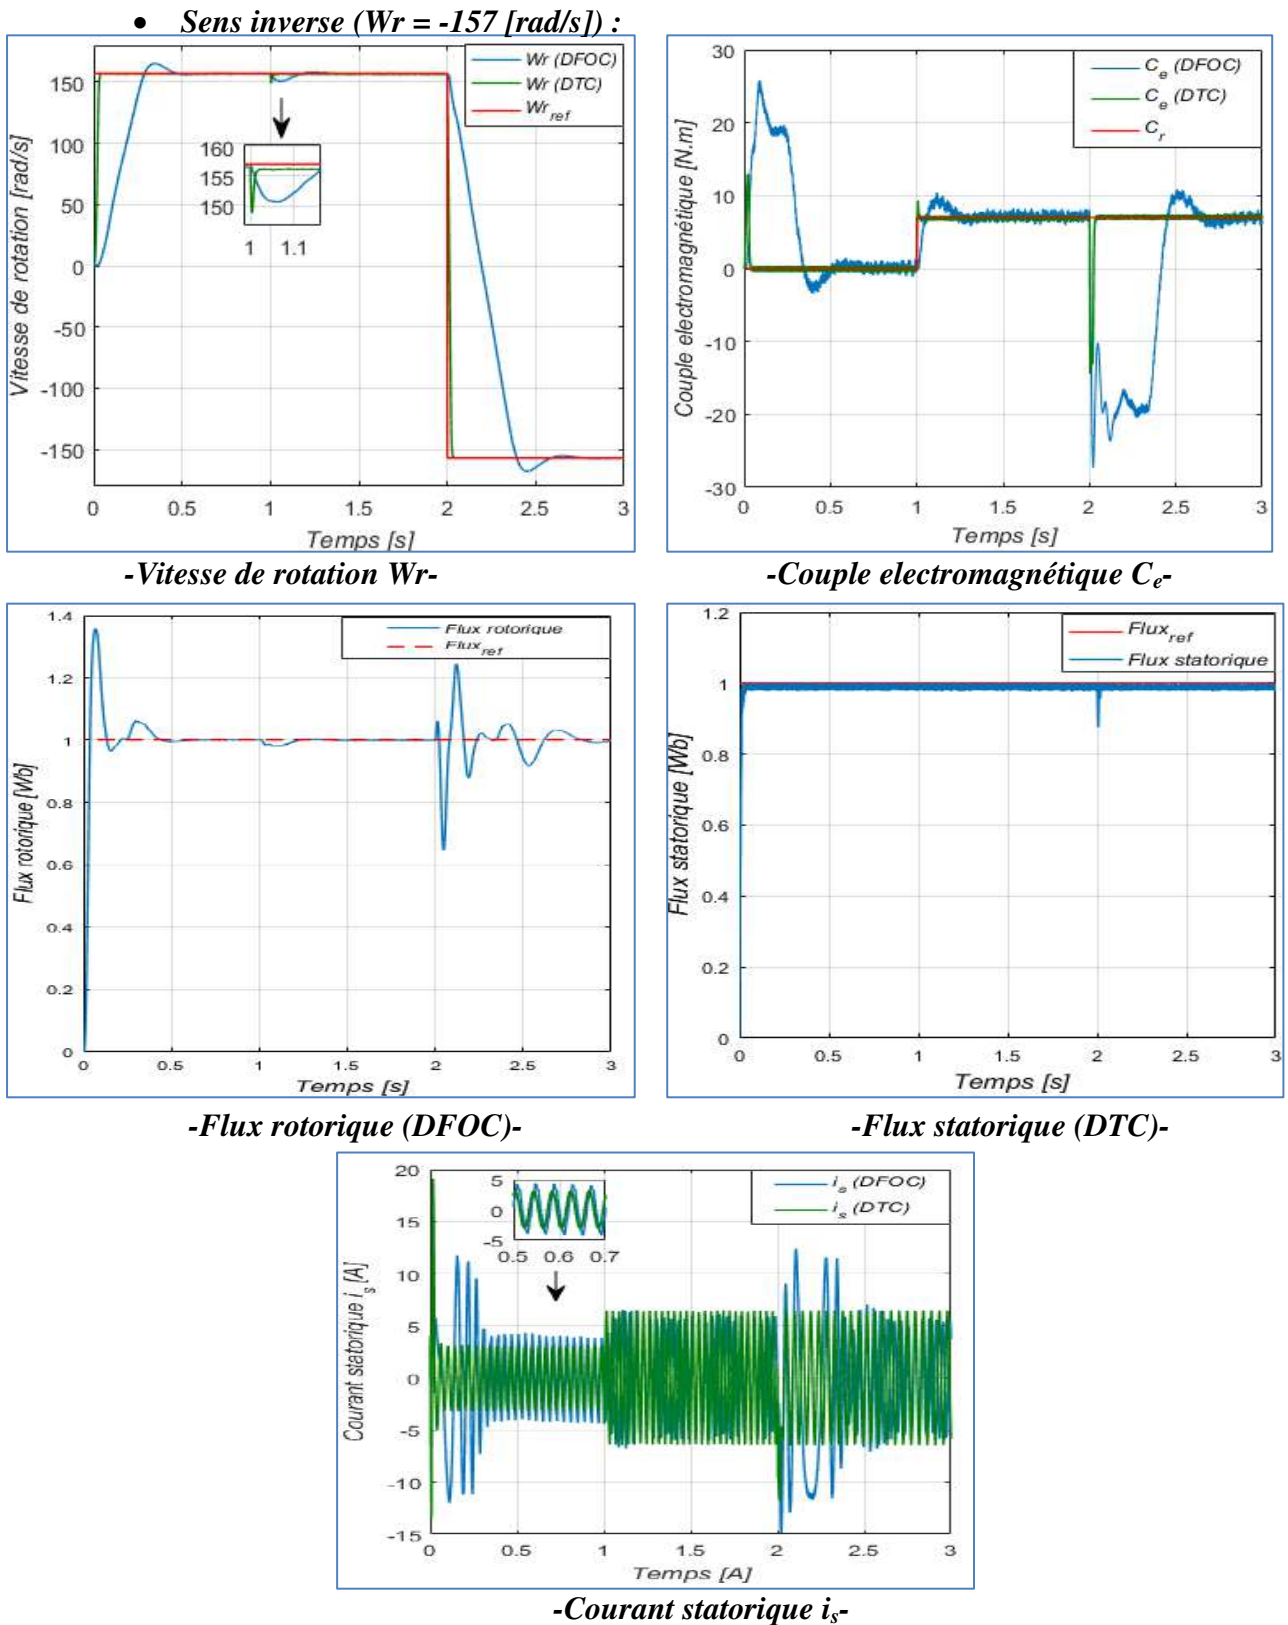 • Sens inverse (Wr = -157 [rad/s]) :
Vitesse de rotation [rad/s]
150
100
50
0
-50
-100
-150
Wr (DFOC)
Wr (DTC)
Wr ref
160
155
150
1 1.1
0 0.5 1 1.5 2 2.5 3
Temps [s]
Couple electromagnétique [N.m]
30
20
10
0
-10
-20
-30
C e (DFOC)
C e (DTC)
C r
0 0.5 1 1.5 2 2.5 3
Temps [s]
-Vitesse de rotation Wr-
-Couple electromagnétique Ce-
Flux rotorique [Wb]
1.4
1.2
1
0.8
0.6
0.4
0.2
0
Flux rotorique
Flux ref
0 0.5 1 1.5 2 2.5 3
Temps [s]
Flux statorique [Wb]
1.2
1
0.8
0.6
0.4
0.2
0
Flux ref
Flux statorique
0 0.5 1 1.5 2 2.5 3
Temps [s]
-Flux rotorique (DFOC)-
-Flux statorique (DTC)-
Courant statorique i s [A]
20
15
10
5
0
-5
-10
-15
5
0
-5
0.5 0.6 0.7
i s (DFOC)
i s (DTC)
0 0.5 1 1.5 2 2.5 3
Temps [A]
-Courant statorique is-